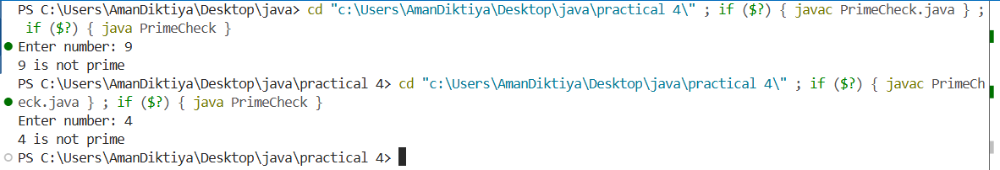 PS C:\Users\AmanDiktiya\Desktop\java> cd "c:\Users\AmanDiktiya\Desktop\java\practical 4\" ; if ($?) { javac PrimeCheck.java } ;
if ($?) { java PrimeCheck }
Enter number: 9
9 is not prime
PS C:\Users\AmanDiktiya\Desktop\java\practical 4> cd "c:\Users\AmanDiktiya\Desktop\java\practical 4\" ; if ($?) { javac PrimeCh
eck.java } ; if ($?) { java PrimeCheck }
Enter number: 4
4 is not prime
PS C:\Users\AmanDiktiya\Desktop\java\practical 4>